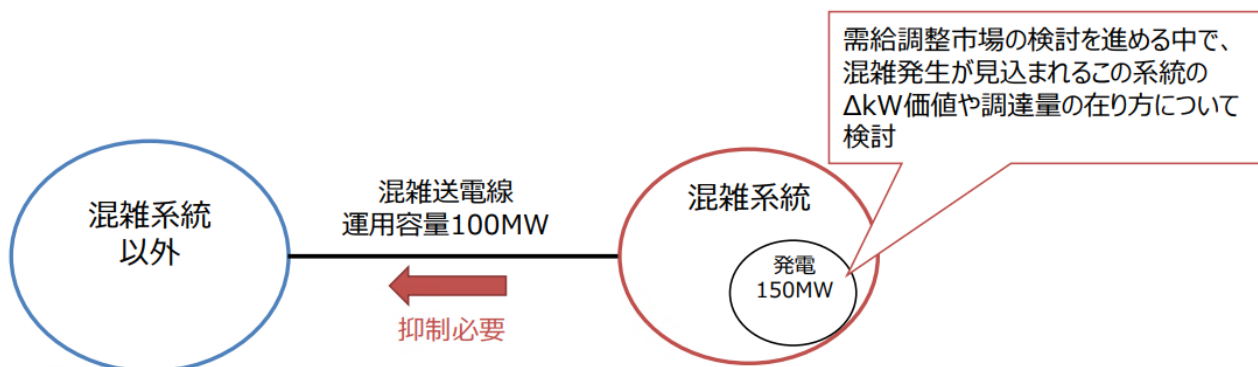 需給調整市場の検討を進める中で、
混雑発生が見込まれるこの系統の
ΔkW価値や調達量の在り方について
検討
混雑系統
以外
混雑送電線
運用容量100MW
抑制必要
混雑系統
発電
150MW